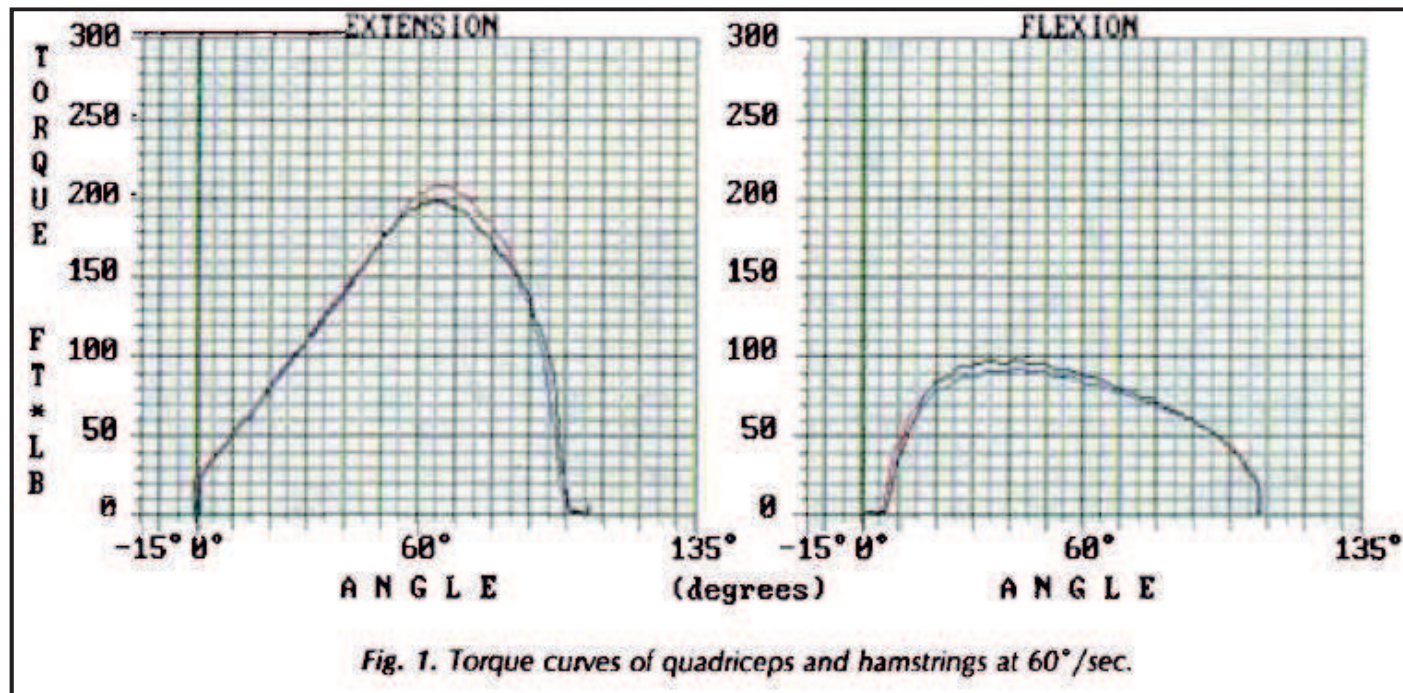 EXTENSION
FLEXION
TORQUE FT*LB
300
250
200
150
100
50
0
300
250
200
150
100
50
0
-15° 0° 60° 135°
-15° 0° 60° 135°
ANGLE (degrees) ANGLE
Fig. 1. Torque curves of quadriceps and hamstrings at 60°/sec.